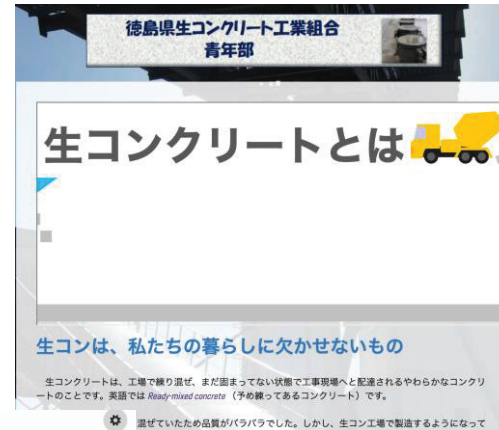 徳島県生コンクリート工業組合
青年部
生コンクリートとは
生コンは、私たちの暮らしに欠かせないもの
生コンクリートは、工場で練り混ぜ、まだ固まってない状態で工事現場へと配達されるやわらかなコンクリ
ートのことです。英語では Ready-mixed concrete （予め練ってあるコンクリート）です。
混ぜていたため品質がバラバラでした。しかし、生コン工場で製造するようになって